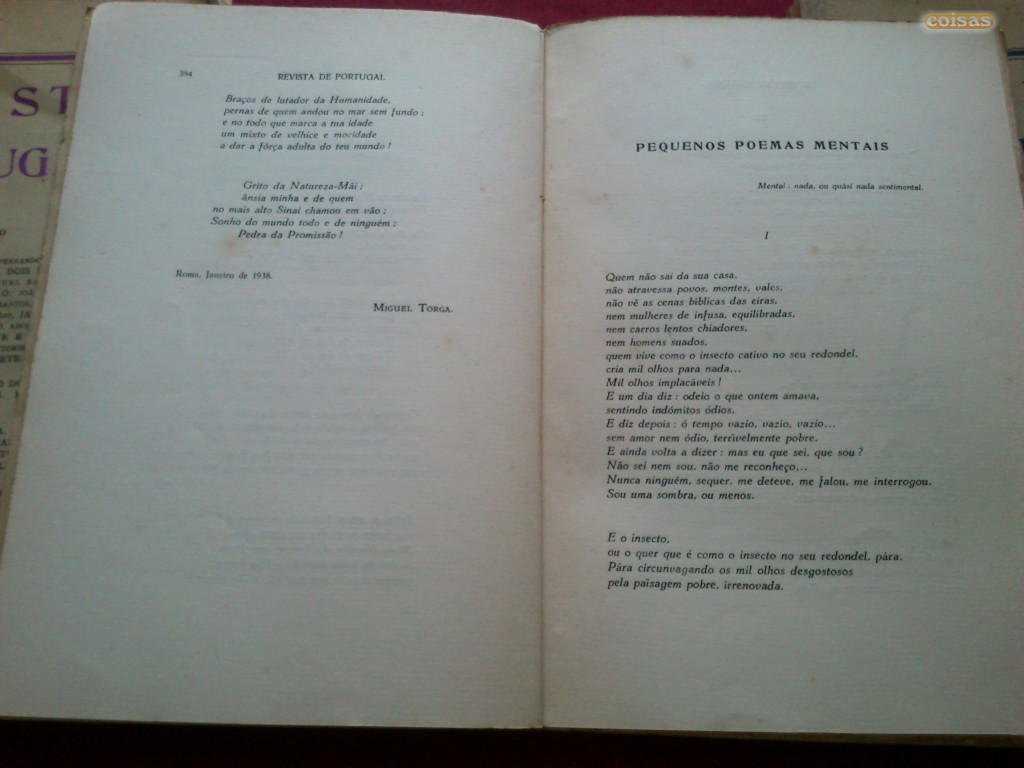 coisas
ST
UG
DOIS
394
REVISTA DE PORTUGAL
Braços de lutador da Humanidade,
pernas de quem andou no mar sem fundo ;
e no todo que marca a tua idade
um mixto de velhice e mocidade
a dar a fôrça adulta do teu mundo !
Grito da Natureza-Mãi ;
ânsia minha e de quem
no mais alto Sinai chamou em vão ;
Sonho do mundo todo e de ninguém ;
Pedra da Promissão !
Roma, Janeiro de 1938.
MIGUEL TORGA.
PEQUENOS POEMAS MENTAIS
Mental : nada, ou quási nada sentimental.
I
Quem não sai da sua casa,
não atravessa povos, montes, vales,
não vê as cenas bíblicas das eiras,
nem mulheres de infusa, equilibradas,
nem carros lentos chiadores,
nem homens suados,
quem vive como o insecto cativo no seu redondel,
cria mil olhos para nada...
Mil olhos implacáveis !
E um dia diz : odeio o que ontem amava,
sentindo indómitos ódios.
E diz depois : ó tempo vazio, vazio, vazio...
sem amor nem ódio, terrìvelmente pobre.
E ainda volta a dizer : mas eu que sei, que sou ?
Não sei nem sou, não me reconheço...
Nunca ninguém, sequer, me deteve, me falou, me interrogou.
Sou uma sombra, ou menos.
E o insecto,
ou o quer que é como o insecto no seu redondel, pára.
Pára circunvagando os mil olhos desgostosos
pela paísagem pobre, irrenovada.